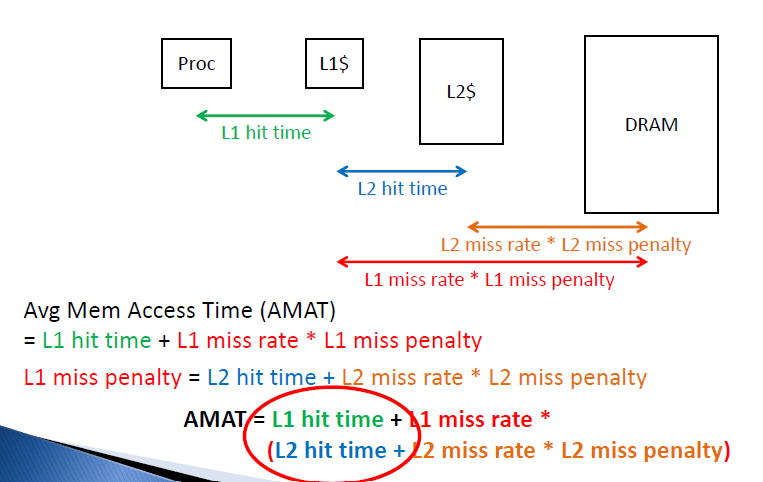 Proc
L1$
L2$
DRAM
L1 hit time
L2 hit time
L2 miss rate * L2 miss penalty
L1 miss rate * L1 miss penalty
Avg Mem Access Time (AMAT)
= L1 hit time + L1 miss rate * L1 miss penalty
L1 miss penalty = L2 hit time + L2 miss rate * L2 miss penalty
AMAT = L1 hit time + L1 miss rate *
(L2 hit time + L2 miss rate * L2 miss penalty)